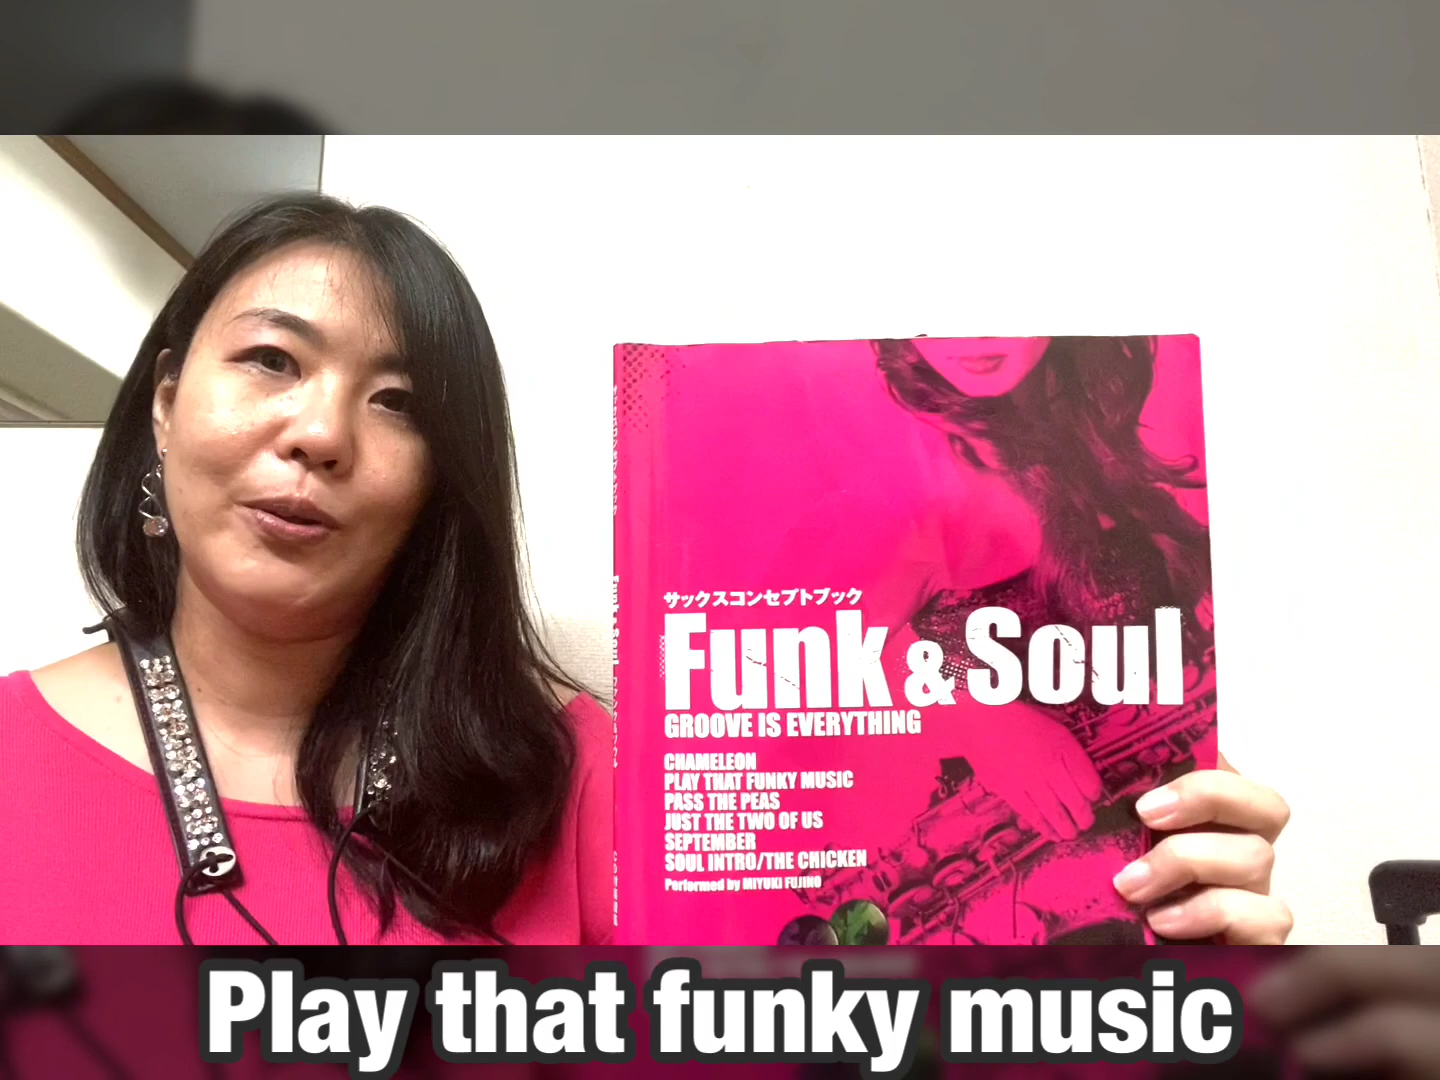 サックスコンセプトブック
Funk & Soul
GROOVE IS EVERYTHING
CHAMELEON
PLAY THAT FUNKY MUSIC
PASS THE PEAS
JUST THE TWO OF US
SEPTEMBER
SOUL INTRO/THE CHICKEN
Performed by MIYUKI FUJINO
Funk & Soul
Play that funky music